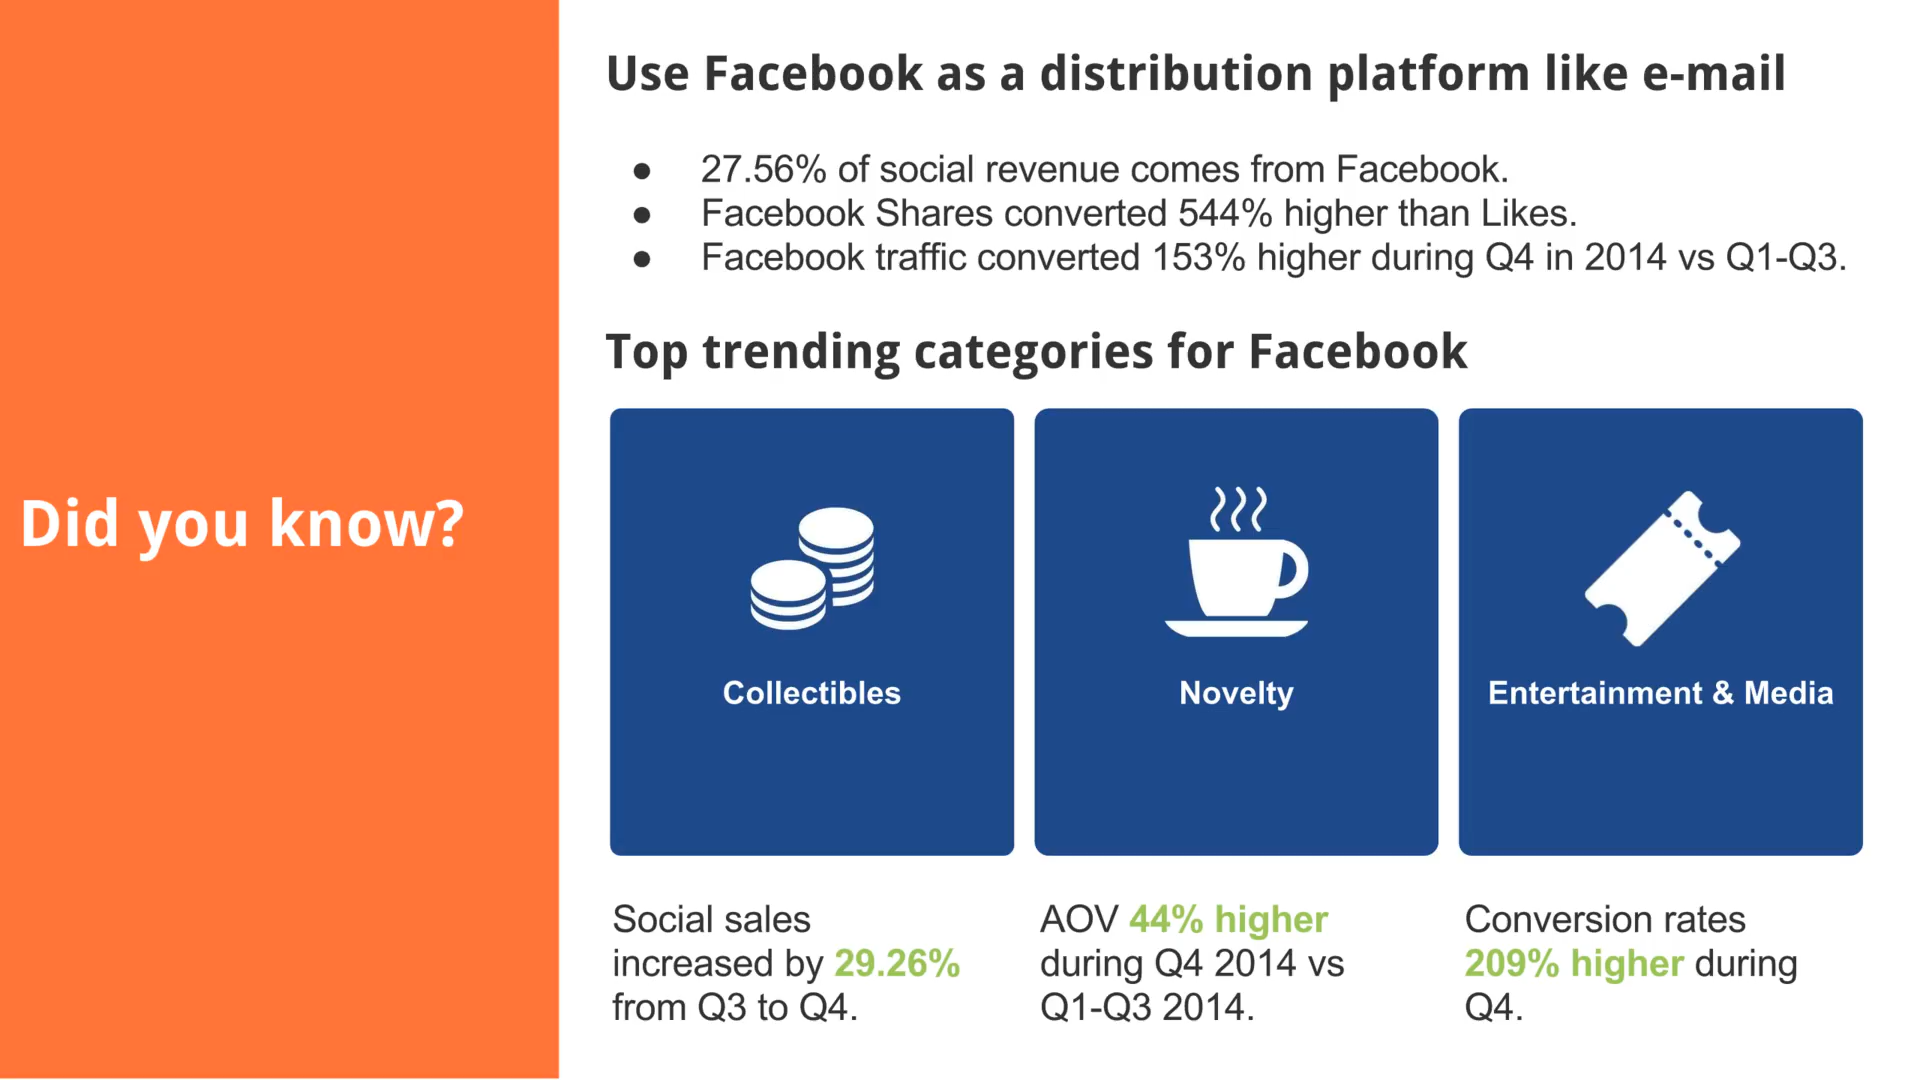 Did you know?
Use Facebook as a distribution platform like e-mail
● 27.56% of social revenue comes from Facebook.
● Facebook Shares converted 544% higher than Likes.
● Facebook traffic converted 153% higher during Q4 in 2014 vs Q1-Q3.
Top trending categories for Facebook
Collectibles
Novelty
Entertainment & Media
Social sales
increased by 29.26%
from Q3 to Q4.
AOV 44% higher
during Q4 2014 vs
Q1-Q3 2014.
Conversion rates
209% higher during
Q4.